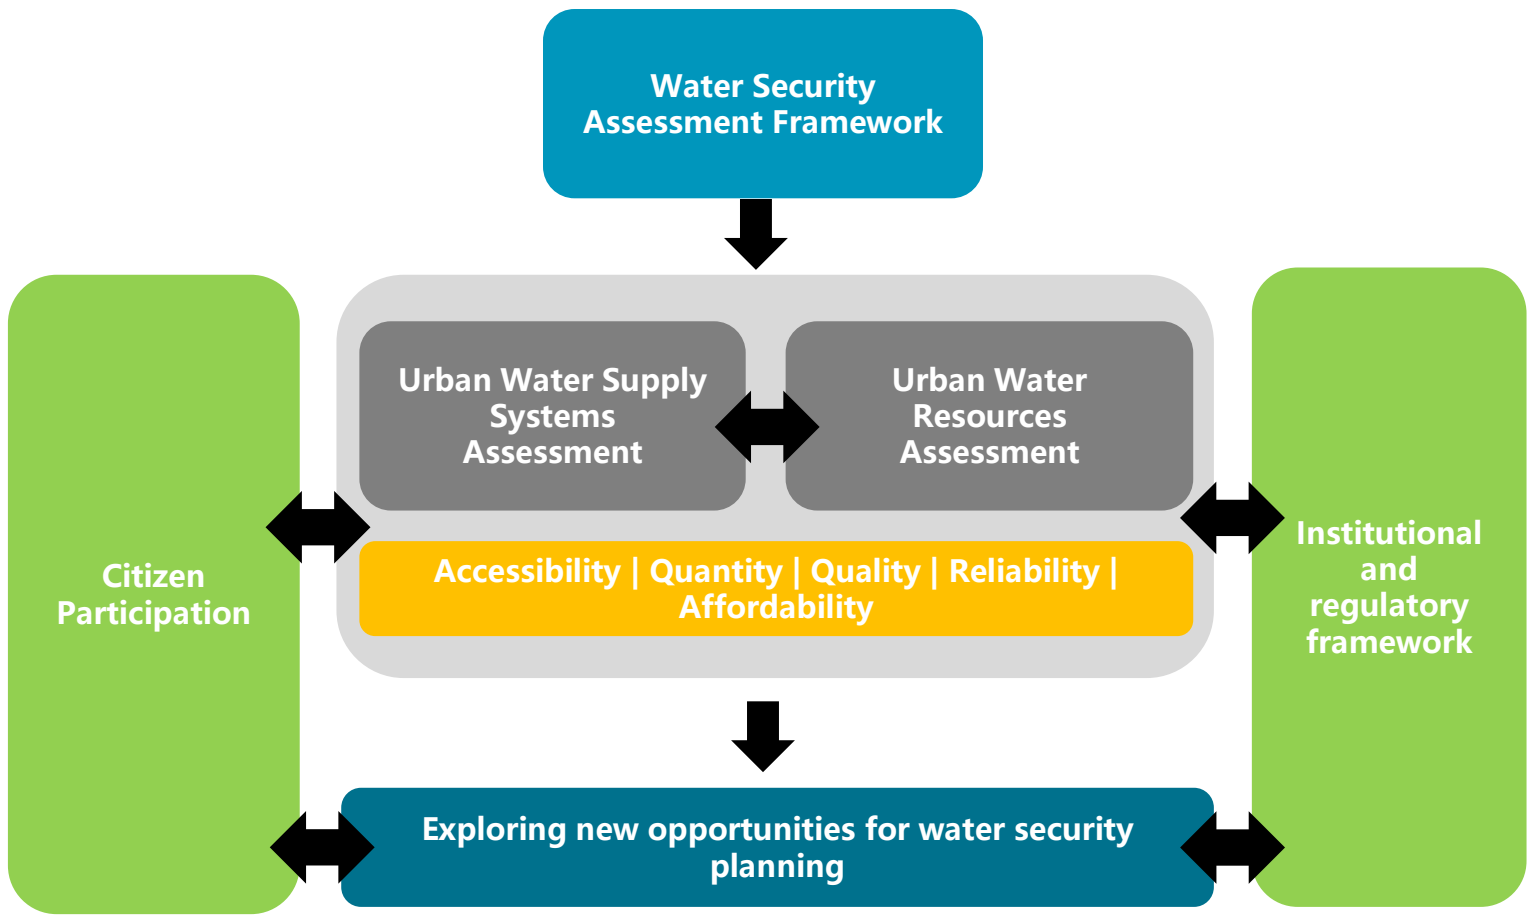 Water Security
Assessment Framework
Urban Water Supply
Systems
Assessment
Urban Water
Resources
Assessment
Accessibility | Quantity | Quality | Reliability |
Affordability
Citizen
Participation
Institutional
and
regulatory
framework
Exploring new opportunities for water security
planning